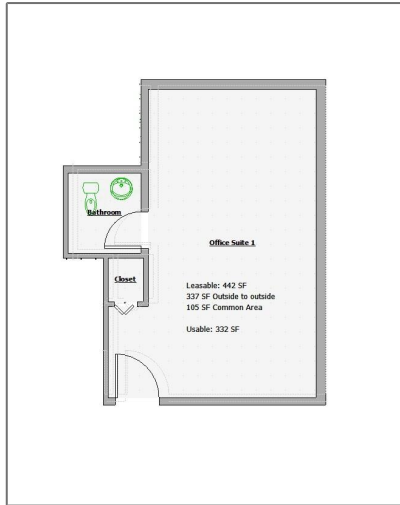 Bathroom
Office Suite 1
Closet
Leasable: 442 SF
337 SF Outside to outside
105 SF Common Area
Usable: 332 SF